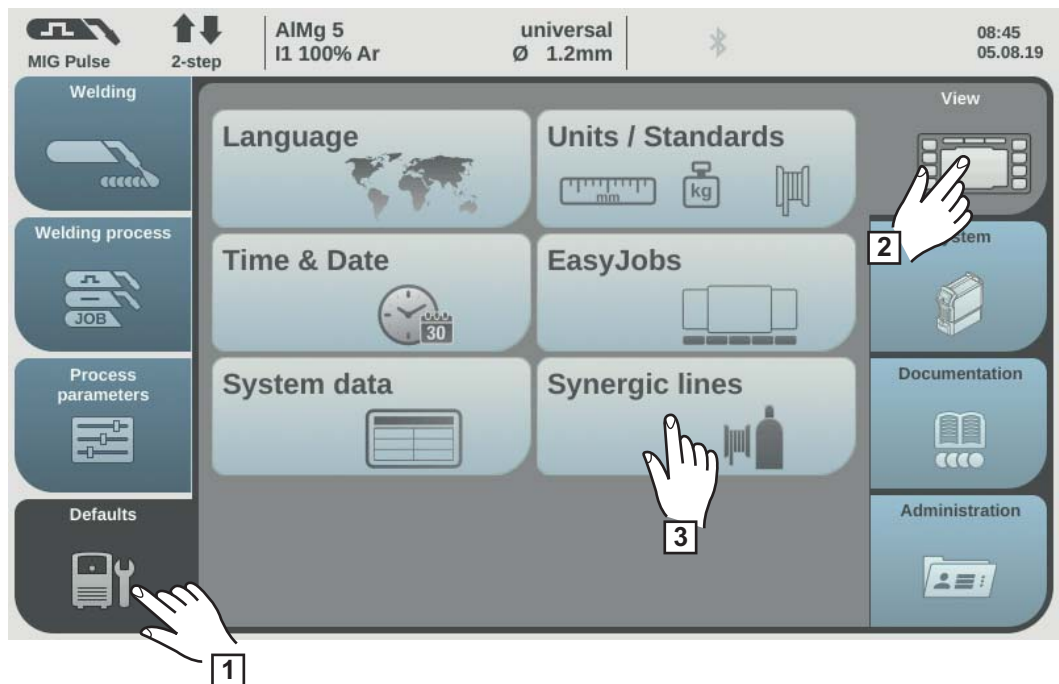 MIG Pulse
2-step
AlMg 5
I1 100% Ar
universal
Ø 1.2mm
08:45
05.08.19
Welding
Welding process
JOB
Process
parameters
Defaults
1
Language
Units / Standards
mm
kg
Time & Date
30
EasyJobs
System data
Synergic lines
3
View
2
stem
Documentation
Administration